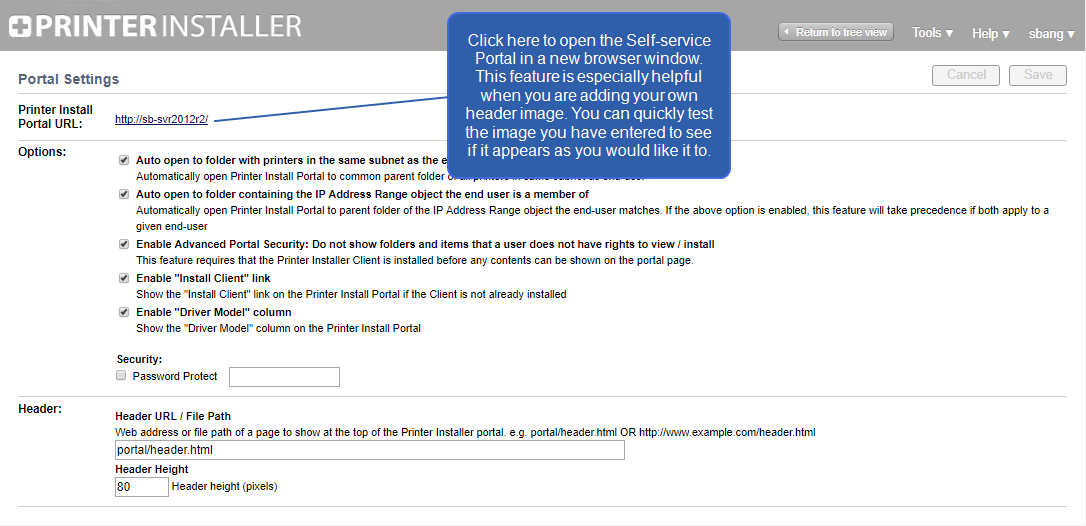 PRINTER INSTALLER
Return to tree view
Tools ▾
Help ▾
sbang ▾
Click here to open the Self-service
Portal in a new browser window.
This feature is especially helpful
when you are adding your own
header image. You can quickly test
the image you have entered to see
if it appears as you would like it to.
Portal Settings
Cancel
Save
Printer Install
Portal URL:
http://sb-svr2012r2/
Options:
Auto open to folder with printers in the same subnet as the
Automatically open Printer Install Portal to common parent folder
Auto open to folder containing the IP Address Range object the end user is a member of
Automatically open Printer Install Portal to parent folder of the IP Address Range object the end-user matches. If the above option is enabled, this feature will take precedence if both apply to a
given end-user
Enable Advanced Portal Security: Do not show folders and items that a user does not have rights to view / install
This feature requires that the Printer Installer Client is installed before any contents can be shown on the portal page.
Enable "Install Client" link
Show the "Install Client" link on the Printer Install Portal if the Client is not already installed
Enable "Driver Model" column
Show the "Driver Model" column on the Printer Install Portal
Security:
Password Protect
Header:
Header URL / File Path
Web address or file path of a page to show at the top of the Printer Installer portal. e.g. portal/header.html OR http://www.example.com/header.html
portal/header.html
Header Height
80
Header height (pixels)